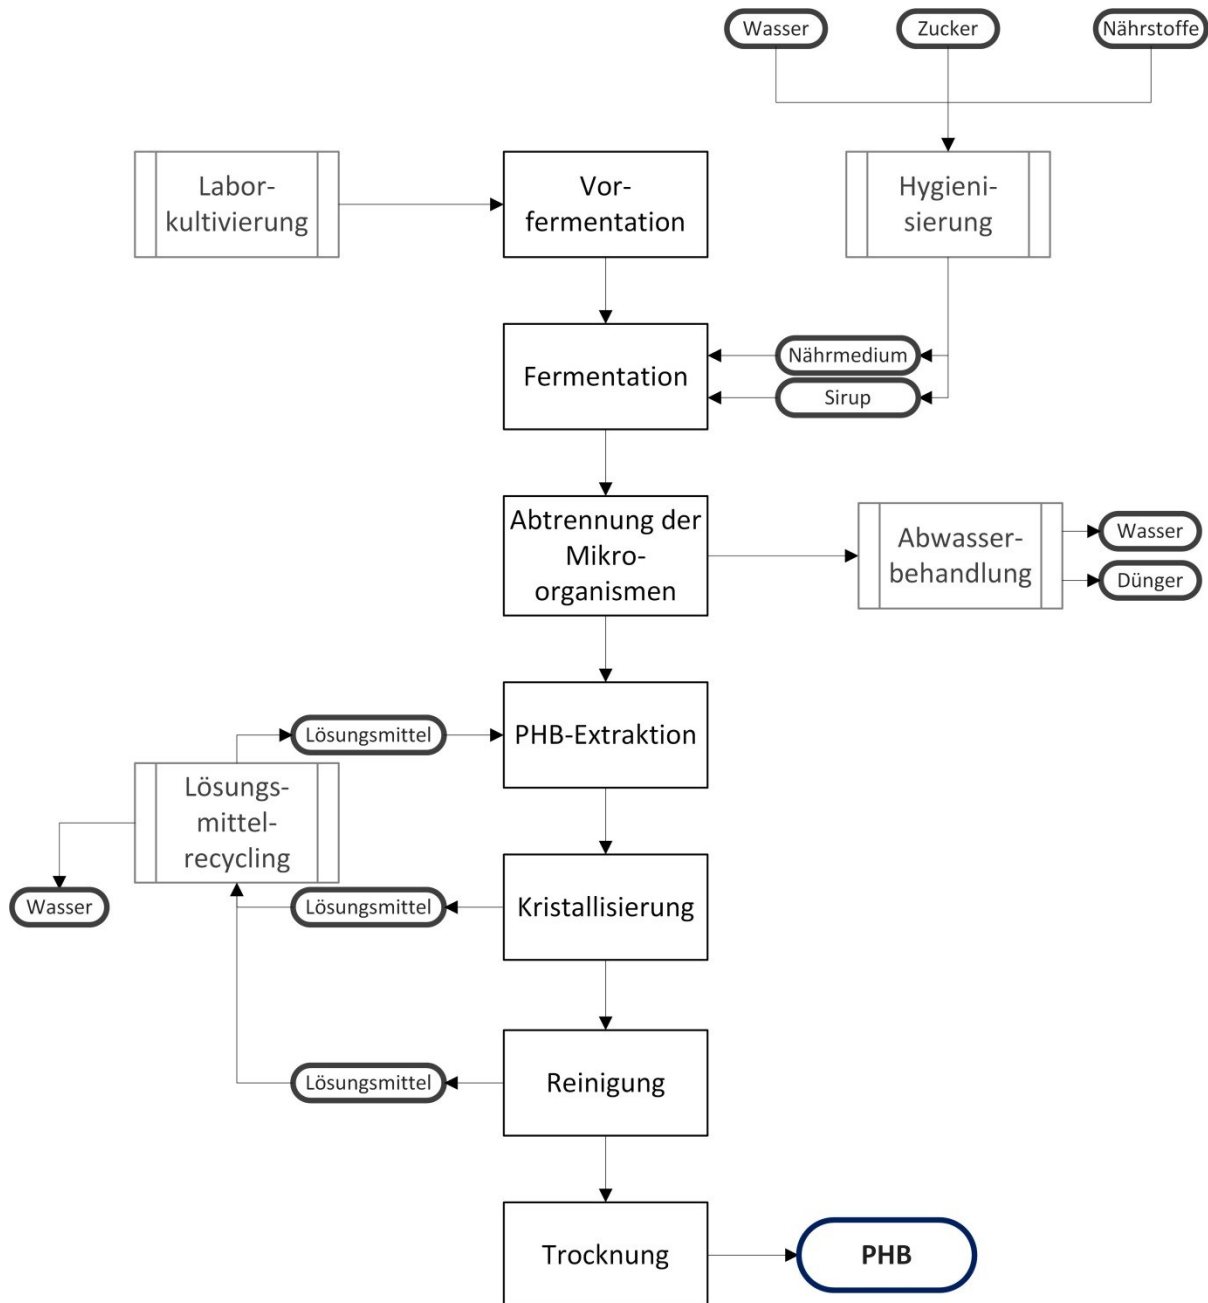 Wasser
Zucker
Nährstoffe
Labor-
kultivierung
Vor-
fermentation
Hygieni-
sierung
Fermentation
Nährmedium
Sirup
Abtrennung der
Mikro-
organismen
Abwasser-
behandlung
Wasser
Dünger
Lösungsmittel
PHB-Extraktion
Lösungs-
mittel-
recycling
Wasser
Lösungsmittel
Kristallisierung
Lösungsmittel
Reinigung
Trocknung
PHB